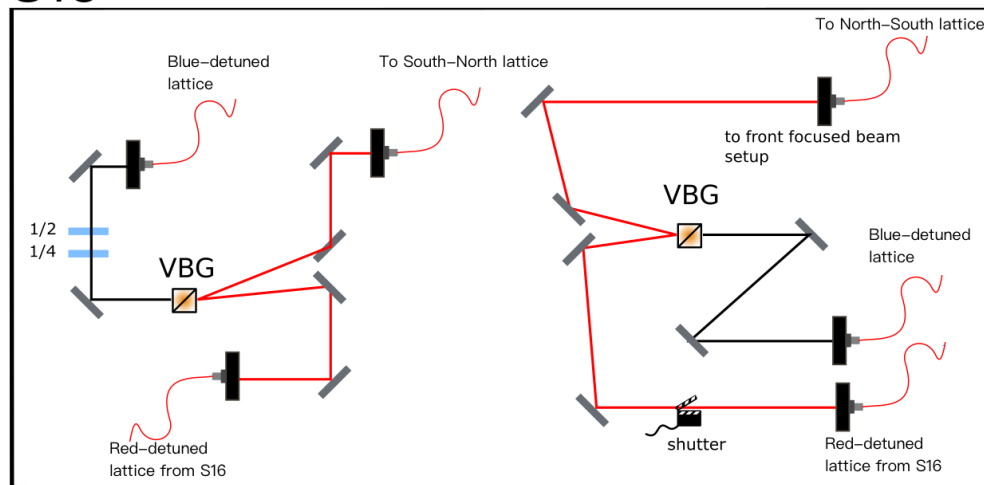 Blue-detuned
lattice
To South-North lattice
1/2
1/4
VBG
Red-detuned
lattice from S16
To North-South
lattice
to front focused beam
setup
VBG
Blue-detuned
lattice
shutter
Red-detuned
lattice from S16